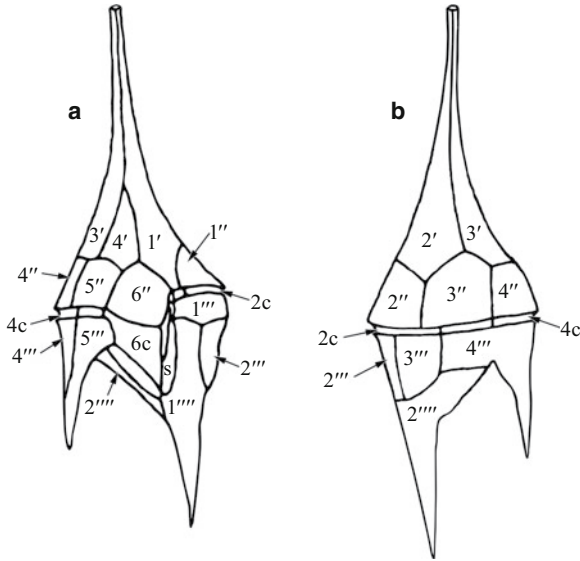 a
b
3′ 4′ 1′ 1″
4″ 5″ 6″ 1‴ 2c
4c 5‴ 6c s
4‴ 2‴
2⁗ 1⁗
2′ 3′
2″ 3″ 4″
2c 4c
2‴ 3‴ 4‴
2⁗